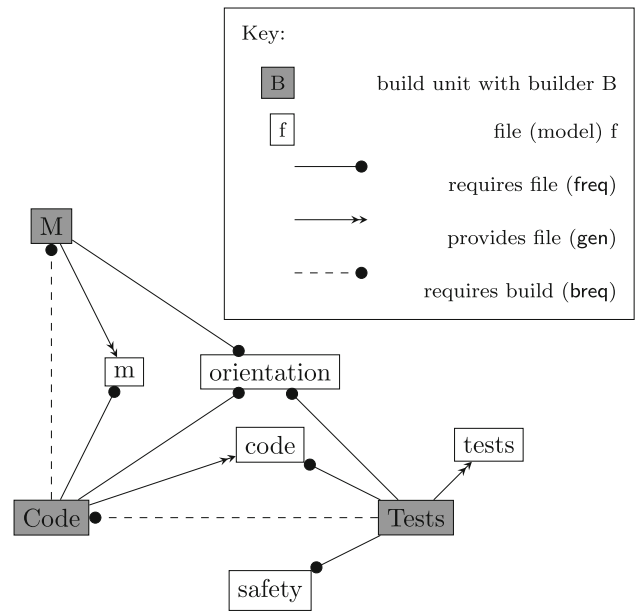 Key:
B build unit with builder B
f file (model) f
requires file (freq)
provides file (gen)
requires build (breq)
M
m
orientation
code
tests
Code
Tests
safety